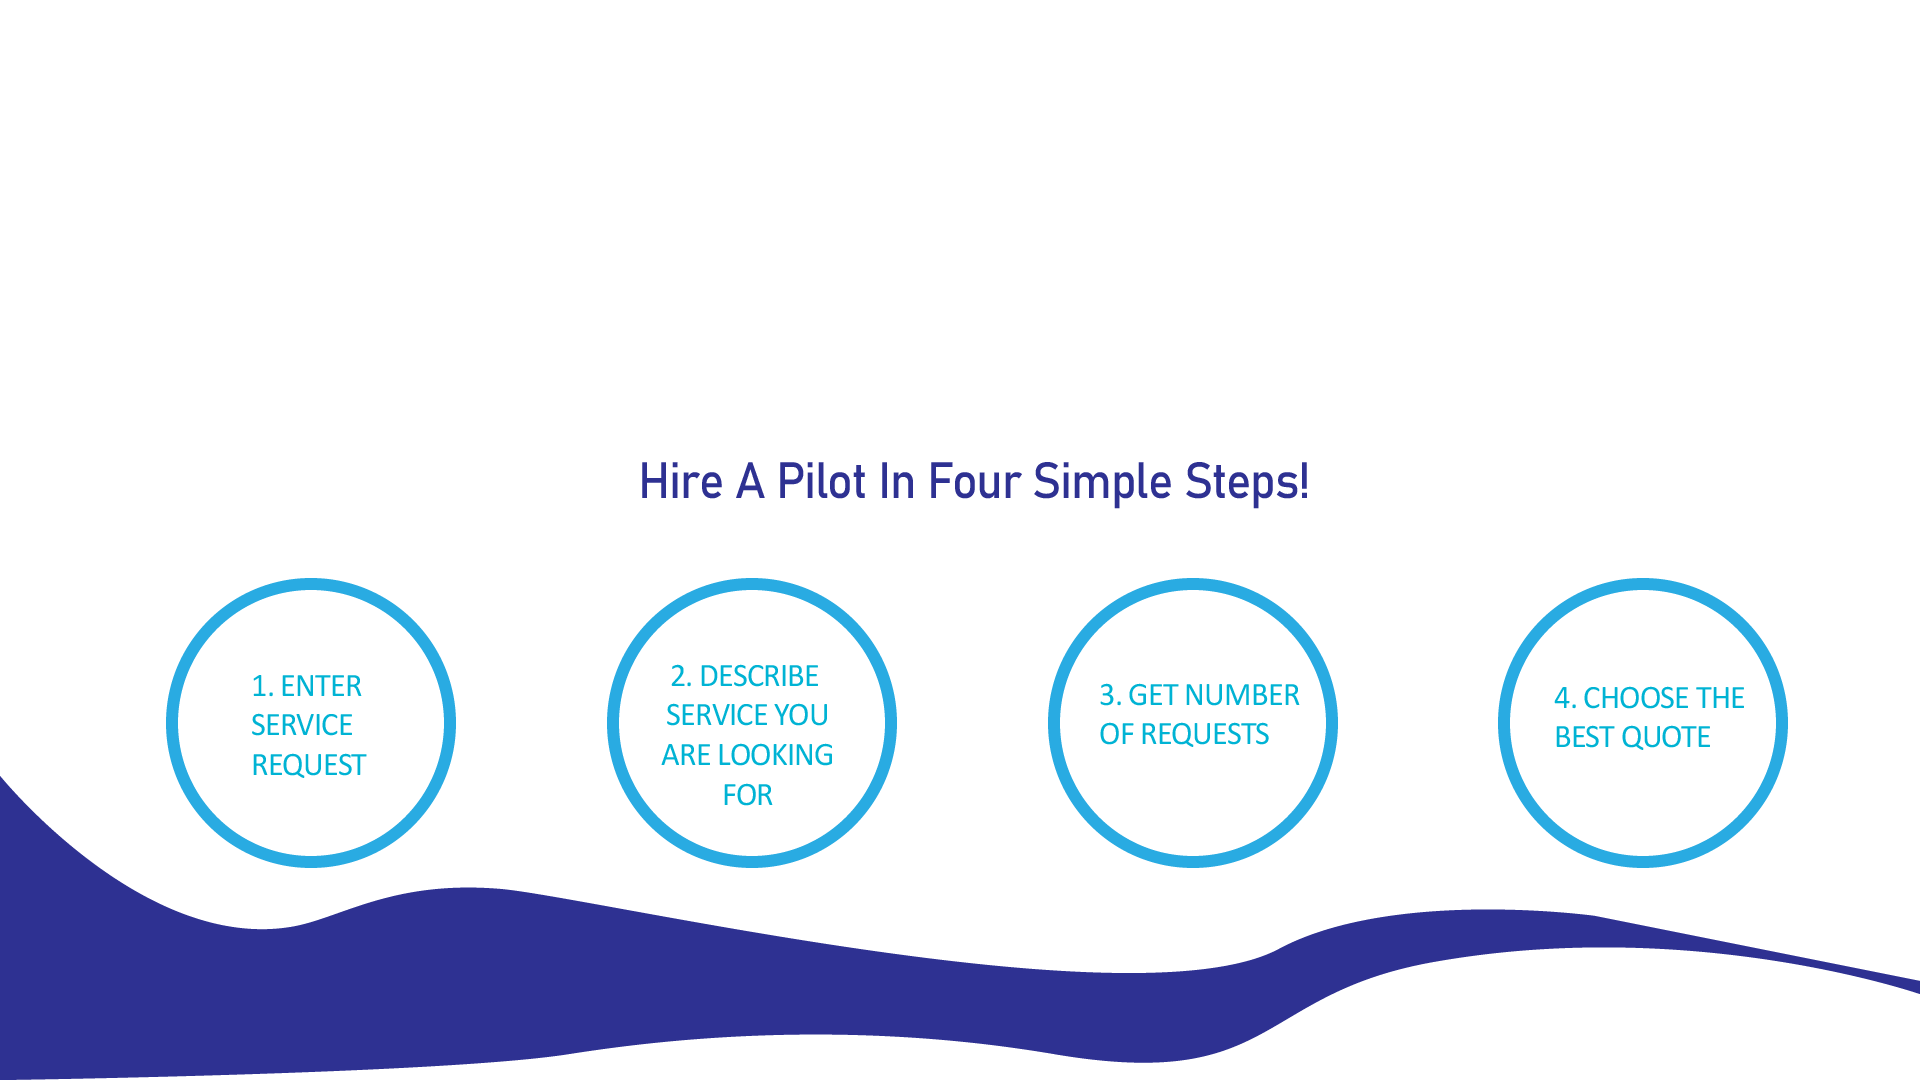 Hire A Pilot In Four Simple Steps!
1. ENTER
SERVICE
REQUEST
2. DESCRIBE
SERVICE YOU
ARE LOOKING
FOR
3. GET NUMBER
OF REQUESTS
4. CHOOSE THE
BEST QUOTE